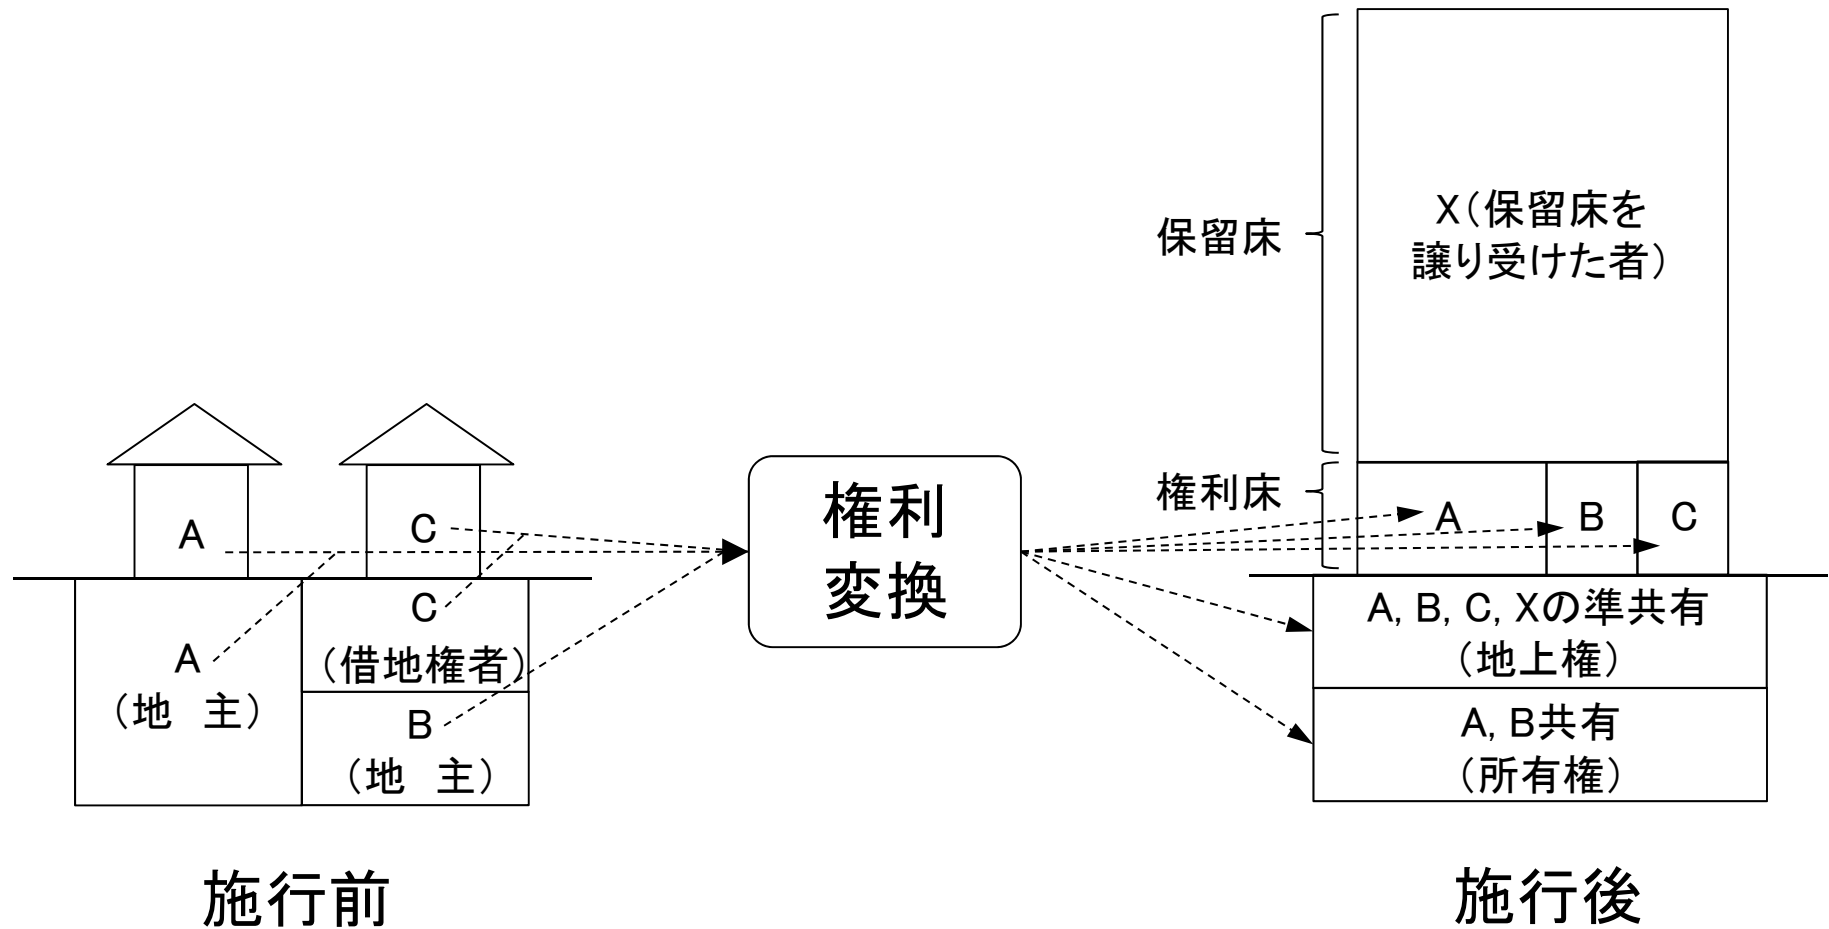 A
C
A
(地　主)
C
(借地権者)
B
(地　主)
施行前
権利
変換
保留床
X(保留床を
譲り受けた者)
権利床
A
B
C
A, B, C, Xの準共有
(地上権)
A, B共有
(所有権)
施行後